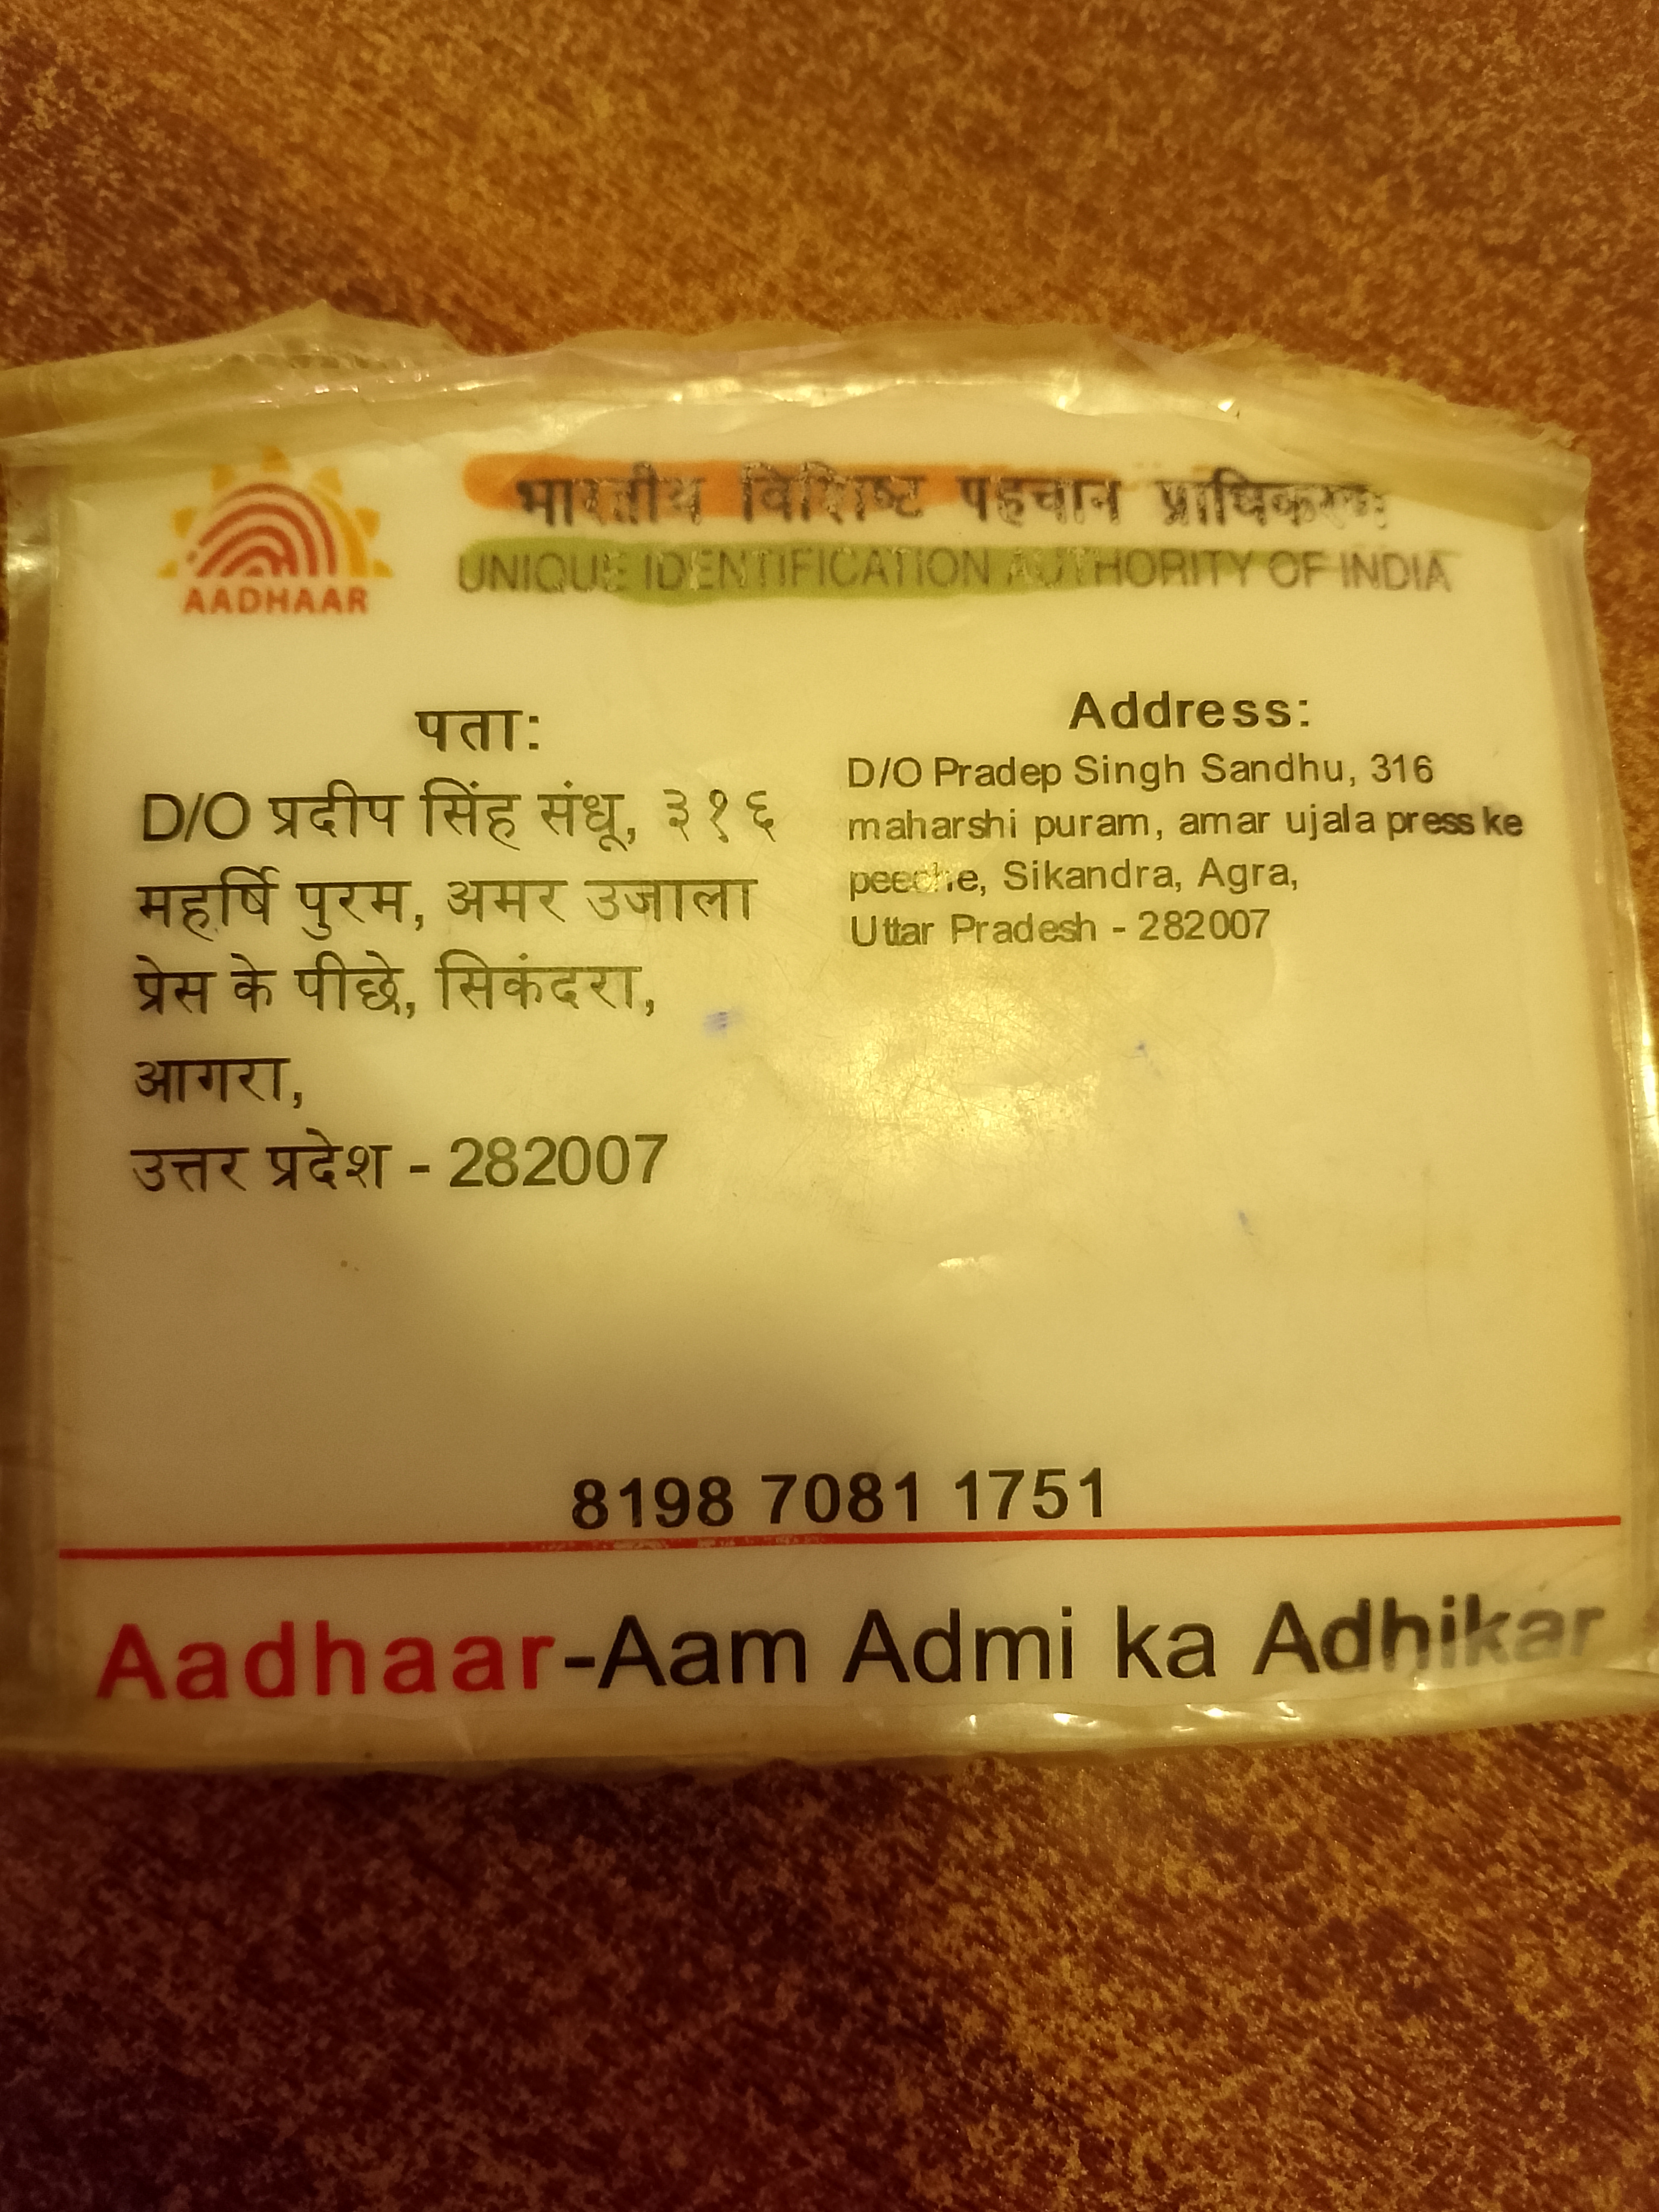 AADHAAR
भारतीय विशिष्ट पहचान प्राधिकरण
UNIQUE IDENTIFICATION AUTHORITY OF INDIA
पता:
D/O प्रदीप सिंह संधू, ३१६
महर्षि पुरम, अमर उजाला
प्रेस के पीछे, सिकंदरा,
आगरा,
उत्तर प्रदेश - 282007
Address:
D/O Pradep Singh Sandhu, 316
maharshi puram, amar ujala press ke
peeche, Sikandra, Agra,
Uttar Pradesh - 282007
8198 7081 1751
Aadhaar-Aam Admi ka Adhikar